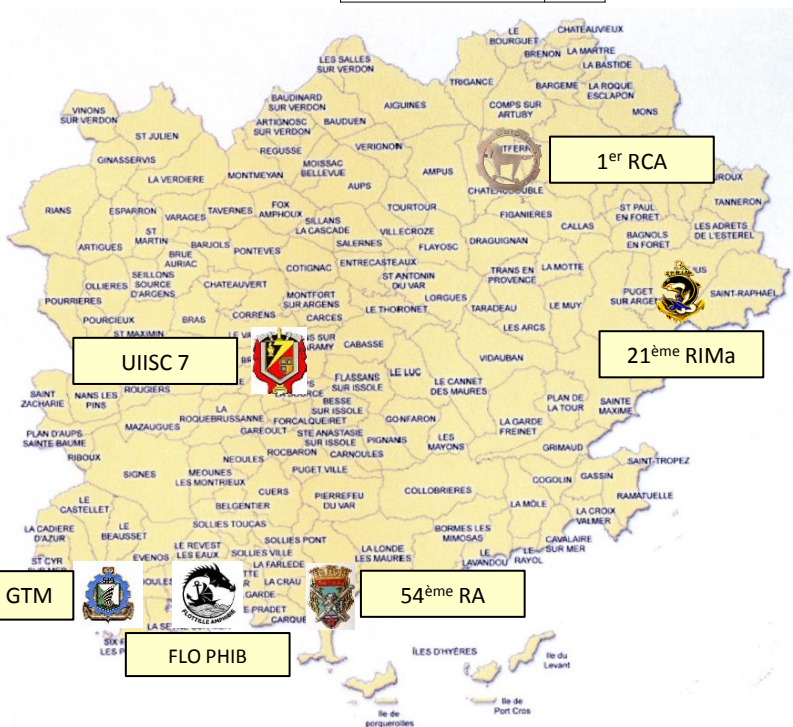 LE
BOURGUET
CHATEAUVIEUX
BRENON
LA MARTRE
LA BASTIDE
LES SALLES
SUR VERDON
TRIGANCE
BARGEME
LA ROQUE
ESCLAPON
BAUDINARD
SUR VERDON
AIGUINES
COMPS SUR
ARTUBY
MONS
VINONS
SUR VERDON
ARTIGNOSC
SUR VERDON
BAUDUEN
ST JULIEN
REGUSSE
VERIGNON
GINASSERVIS
MOISSAC
BELLEVUE
1er RCA
LA VERDIERE
MONTMEYAN
AUPS
AMPUS
CHATEAUDOUBLE
TANNERON
RIANS
ESPARRON
VARAGES
TAVERNES
FOX
AMPHOUX
SILLANS
LA CASCADE
TOURTOUR
FIGANIERES
ST PAUL
EN FORET
LES ADRETS
DE L'ESTEREL
ARTIGUES
ST
MARTIN
BARJOLS
PONTEVES
SALERNES
VILLECROZE
FLAYOSC
DRAGUIGNAN
CALLAS
BAGNOLS
EN FORET
BRUE
AURIAC
COTIGNAC
ENTRECASTEAUX
ST ANTONIN
DU VAR
TRANS EN
PROVENCE
LA MOTTE
OLLIERES
SEILLONS
SOURCE
D'ARGENS
CHATEAUVERT
MONTFORT
SUR ARGENS
LORGUES
PUGET
SUR ARGEN
SAINT-RAPHAEL
POURRIERES
POURCIEUX
BRAS
CORRENS
CARCES
LE THORONET
TARADEAU
LE MUY
LES ARCS
ST MAXIMIN
LE VA
CABASSE
UIISC 7
VIDAUBAN
21ème RIMa
FLASSANS
SUR ISSOLE
LE LUC
LE CANNET
DES MAURES
SAINT
ZACHARIE
NANS LES
PINS
ROUGIERS
BESSE
SUR ISSOLE
PLAN DE
LA TOUR
SAINTE
MAXIME
PLAN D'AUPS
SAINTE BAUME
MAZAUGUES
LA
ROQUEBRUSSANNE
FORCALQUEIRET
GAREOULT
STE ANASTASIE
SUR ISSOLE
GONFARON
LA GARDE
FREINET
RIBOUX
NEOULES
ROCBARON
CARNOULES
PIGNANS
LES
MAYONS
GRIMAUD
SIGNES
MEOUNES
LES MONTRIEUX
PUGET VILLE
SAINT-TROPEZ
CUERS
PIERREFEU
DU VAR
COLLOBRIERES
COGOLIN
GASSIN
RAMATUELLE
LE
CASTELLET
BELGENTIER
LA MÔLE
LA CROIX
VALMER
LA CADIERE
D'AZUR
LE
BEAUSSET
SOLLIES TOUCAS
BORMES LES
MIMOSAS
CAVALAIRE
SUR MER
EVENOS
LE REVEST
LES EAUX
SOLLIES PONT
SOLLIES VILLE
LA LONDE
LES MAURES
LE
LAVANDOU
LE
RAYOL
ST CYR
LA FARLEDE
LA CRAU
GTM
54ème RA
GARDE
PRADET
CARQUE
FLOTTILLE AMPHIBIE
FLO PHIB
ÎLES D'HYÈRES
Ile du
Levant
Ile de
Port Cros
Ile de
porquerolles